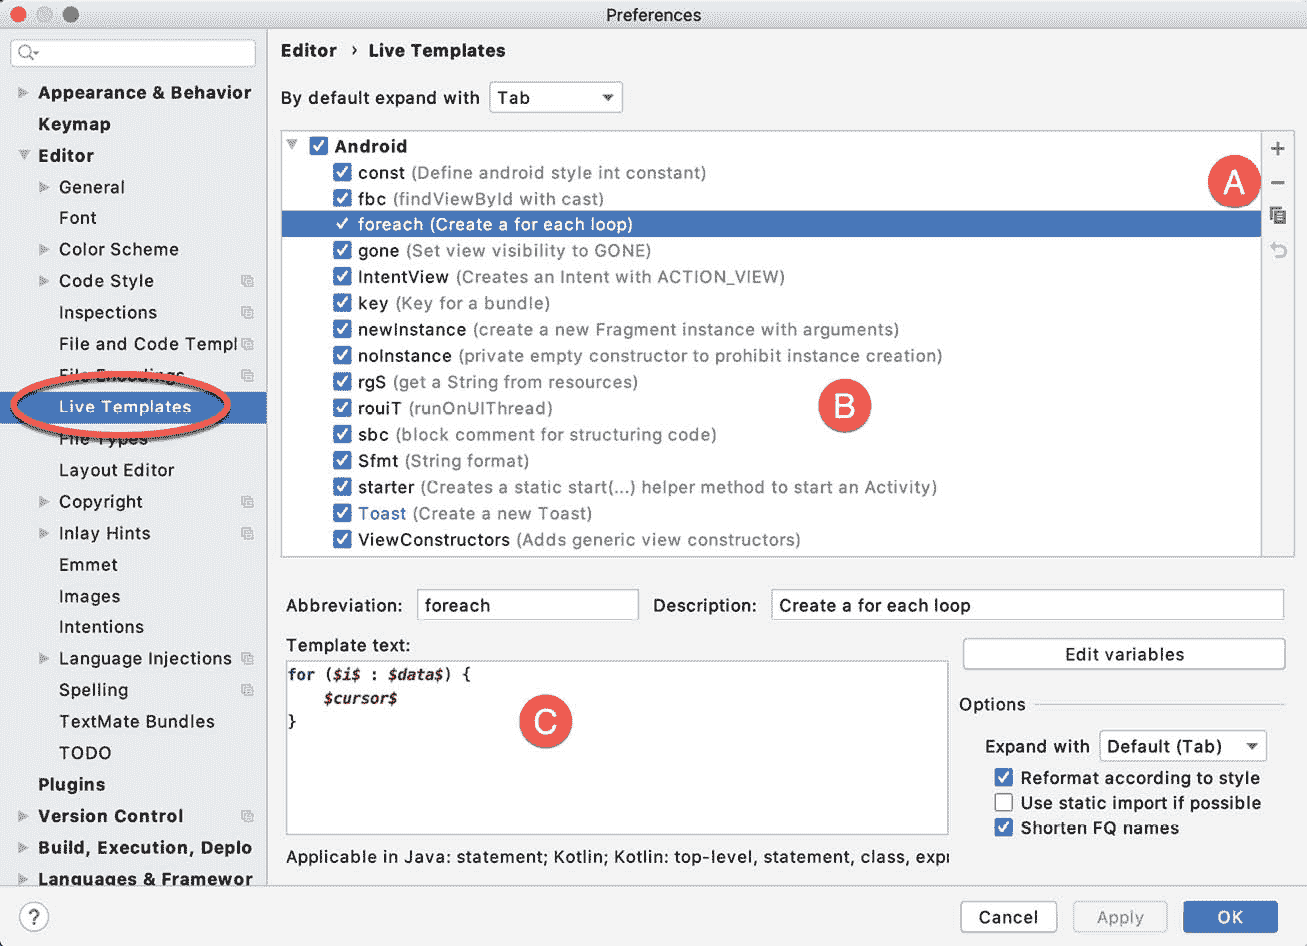 Preferences
Appearance & Behavior
Keymap
Editor
General
Font
Color Scheme
Code Style
Inspections
File and Code Templ
File Encodings
Live Templates
File Types
Layout Editor
Copyright
Inlay Hints
Emmet
Images
Intentions
Language Injections
Spelling
TextMate Bundles
TODO
Plugins
Version Control
Build, Execution, Deplo
Languages & Framewor
?
Editor › Live Templates
By default expand with Tab
Android
const (Define android style int constant)
fbc (findViewById with cast)
foreach (Create a for each loop)
gone (Set view visibility to GONE)
IntentView (Creates an Intent with ACTION_VIEW)
key (Key for a bundle)
newInstance (create a new Fragment instance with arguments)
noInstance (private empty constructor to prohibit instance creation)
rgS (get a String from resources)
rouiT (runOnUIThread)
sbc (block comment for structuring code)
Sfmt (String format)
starter (Creates a static start(...) helper method to start an Activity)
Toast (Create a new Toast)
ViewConstructors (Adds generic view constructors)
A
B
Abbreviation: foreach Description: Create a for each loop
Template text:
for ($i$ : $data$) {
$cursor$
}
C
Edit variables
Options
Expand with Default (Tab)
Reformat according to style
Use static import if possible
Shorten FQ names
Applicable in Java: statement; Kotlin; Kotlin: top-level, statement, class, expr
Cancel Apply OK